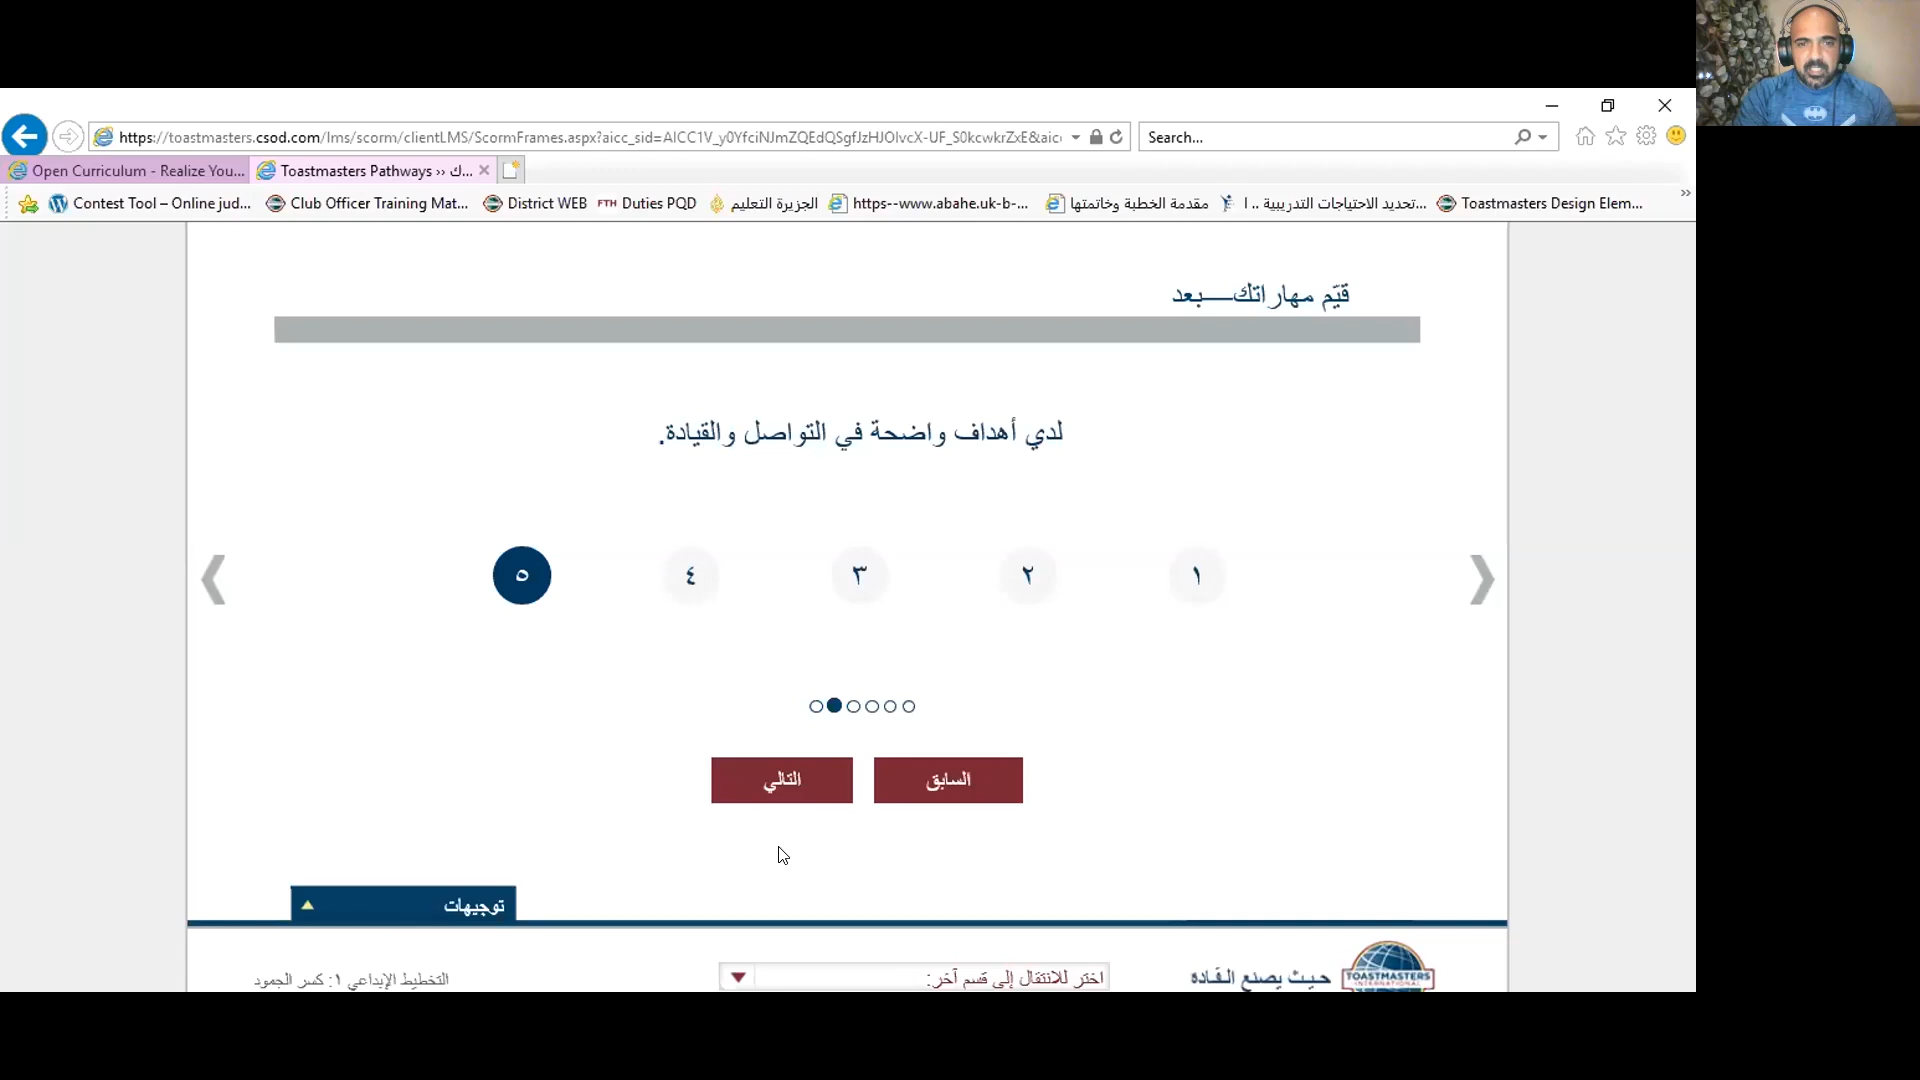 https://toastmasters.csod.com/lms/scorm/clientLMS/ScormFrames.aspx?aicc_sid=AICC1V_y0YfciNJmZQEdQSgfJzHJOlvcX-UF_S0kcwkrZxE&aicc
Search...
Open Curriculum - Realize You...
Toastmasters Pathways ›› ك...
Contest Tool – Online jud...
Club Officer Training Mat...
District WEB
FTH Duties PQD
الجزيرة التعليم
https--www.abahe.uk-b-...
مقدمة الخطبة وخاتمتها
تحديد الاحتياجات التدريبية .. ا...
Toastmasters Design Elem...
قيّم مهاراتك—بعد
لدي أهداف واضحة في التواصل والقيادة.
١ ٢ ٣ ٤ ٥
السابق
التالي
توجيهات
TOASTMASTERS
INTERNATIONAL
حيث يصنع القادة
اختر للانتقال إلى قسم آخر:
التخطيط الإبداعي ١: كسر الجمود